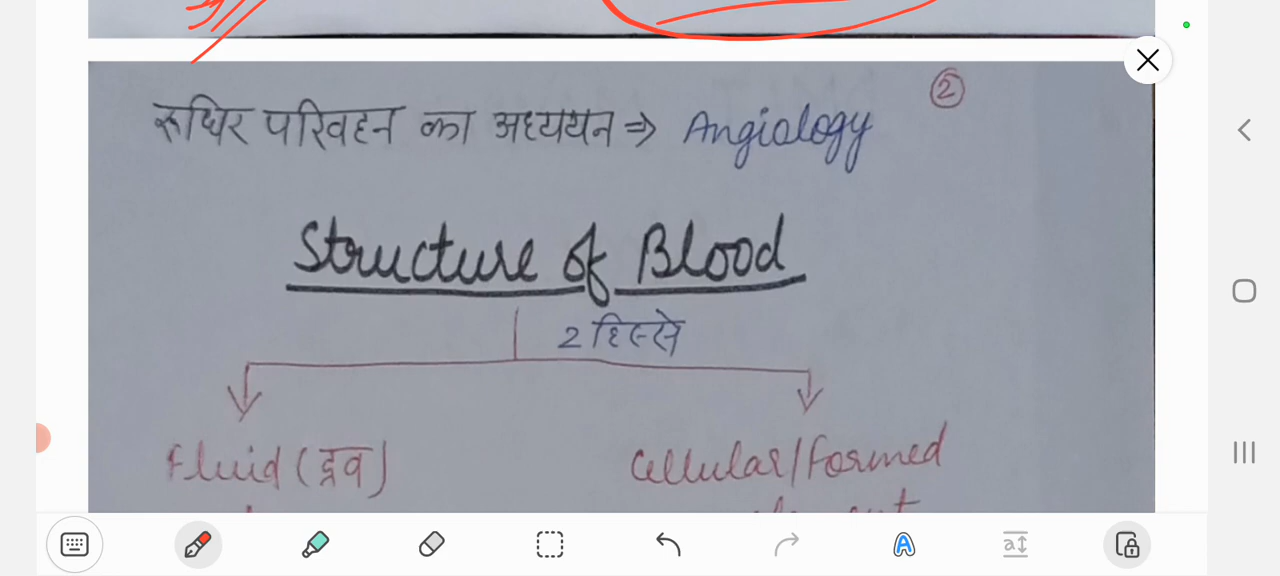 ②
रूधिर परिवहन का अध्ययन ⇒ Angiology
Structure of Blood
2 हिस्से
Fluid (द्रव)
Cellular/Formed